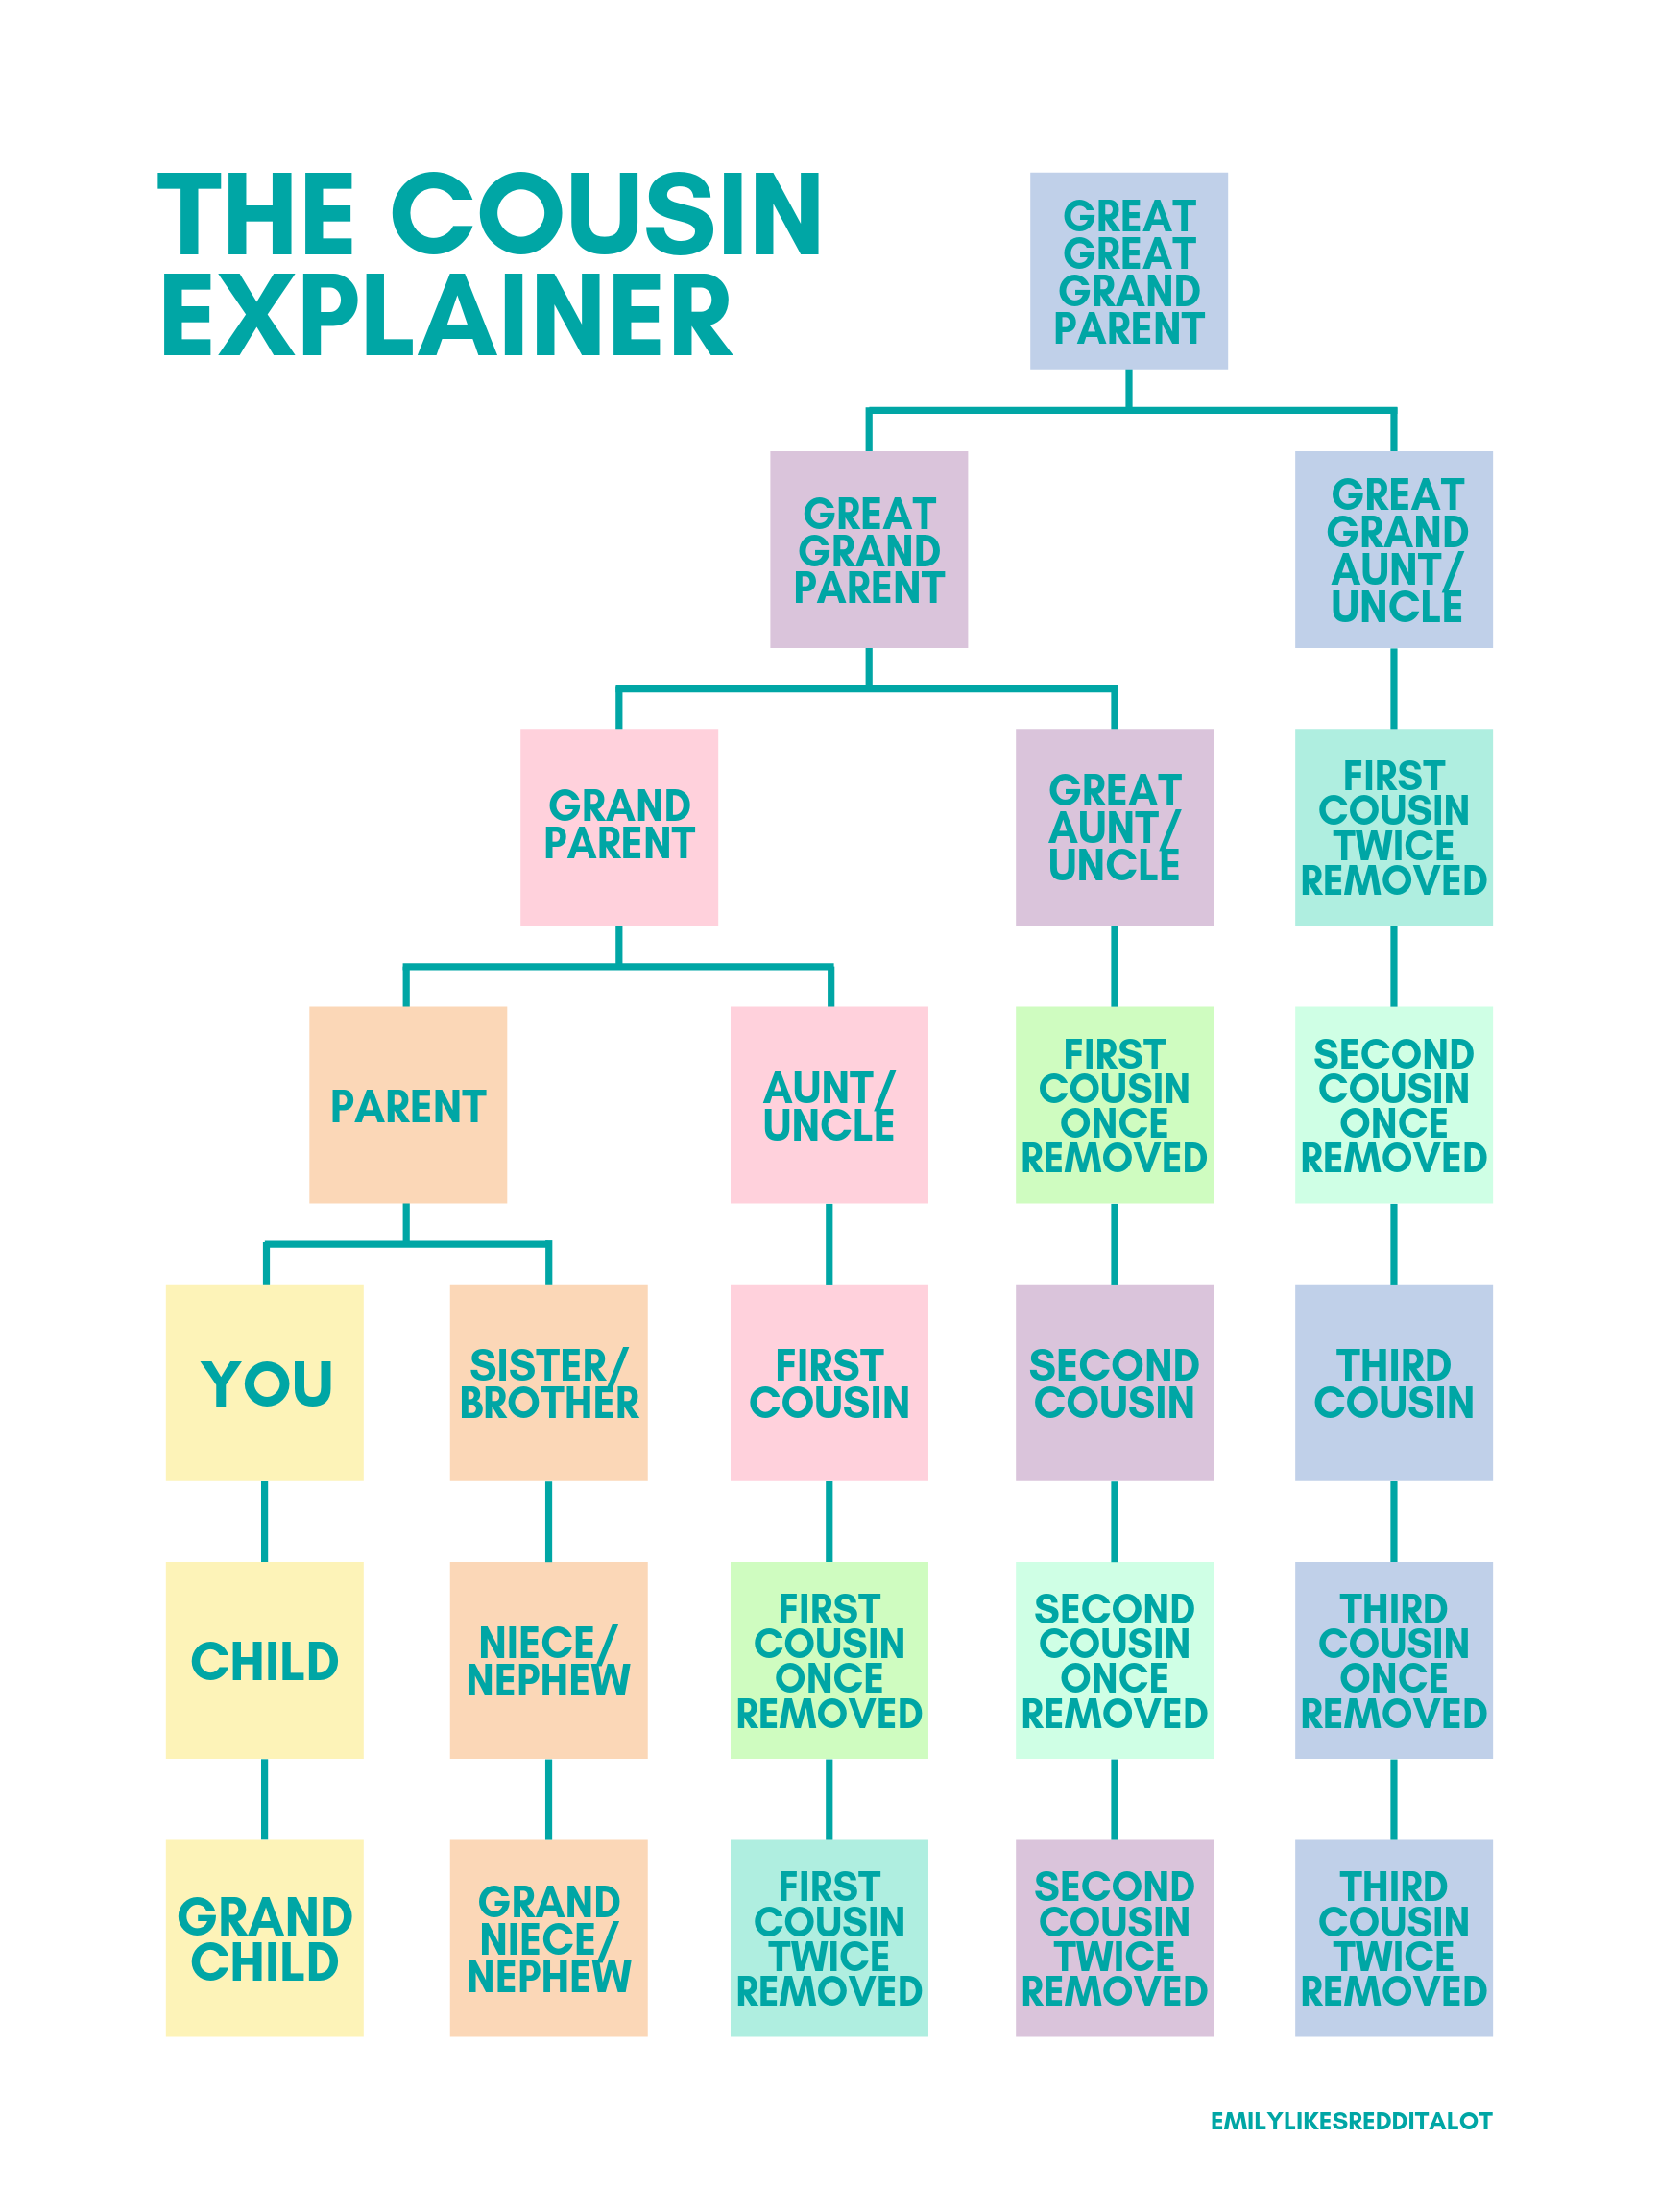 THE COUSIN
EXPLAINER
GREAT
GREAT
GRAND
PARENT
GREAT
GRAND
PARENT
GREAT
GRAND
AUNT/
UNCLE
GRAND
PARENT
GREAT
AUNT/
UNCLE
FIRST
COUSIN
TWICE
REMOVED
PARENT
AUNT/
UNCLE
FIRST
COUSIN
ONCE
REMOVED
SECOND
COUSIN
ONCE
REMOVED
YOU
SISTER/
BROTHER
FIRST
COUSIN
SECOND
COUSIN
THIRD
COUSIN
CHILD
NIECE/
NEPHEW
FIRST
COUSIN
ONCE
REMOVED
SECOND
COUSIN
ONCE
REMOVED
THIRD
COUSIN
ONCE
REMOVED
GRAND
CHILD
GRAND
NIECE/
NEPHEW
FIRST
COUSIN
TWICE
REMOVED
SECOND
COUSIN
TWICE
REMOVED
THIRD
COUSIN
TWICE
REMOVED
EMILYLIKESREDDITALOT